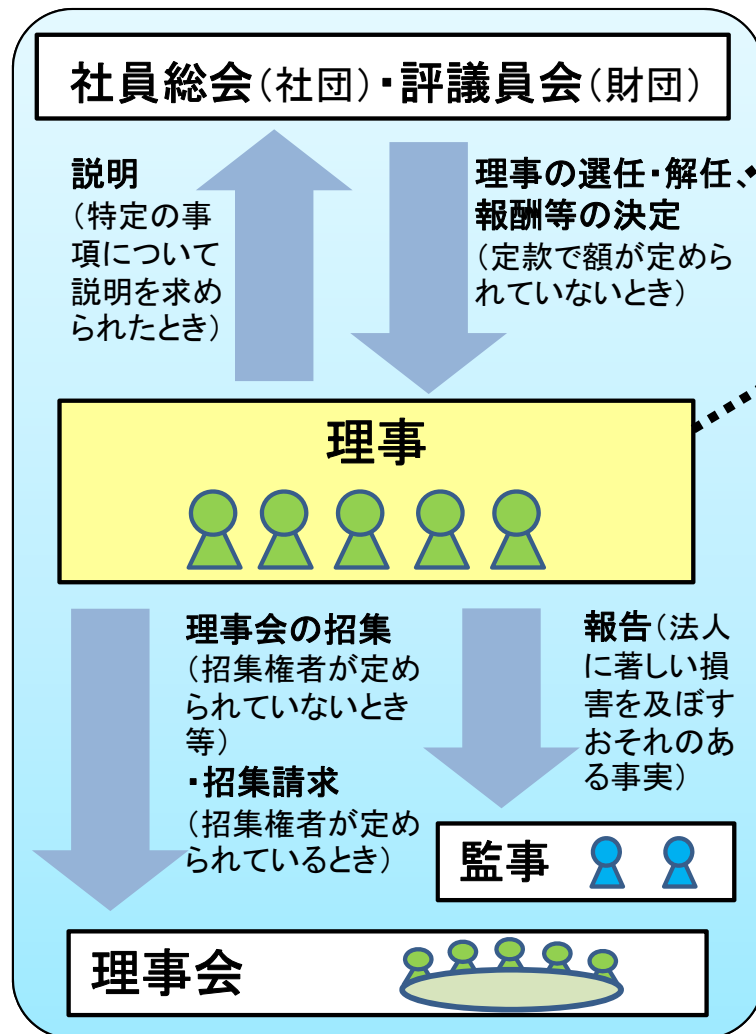 社員総会(社団)・評議員会(財団)
説明
(特定の事
項について
説明を求め
られたとき)
理事の選任・解任、
報酬等の決定
(定款で額が定めら
れていないとき)
理事
理事会の招集
(招集権者が定め
られていないとき
等)
・招集請求
(招集権者が定め
られているとき)
報告(法人
に著しい損
害を及ぼす
おそれのあ
る事実)
監事
理事会